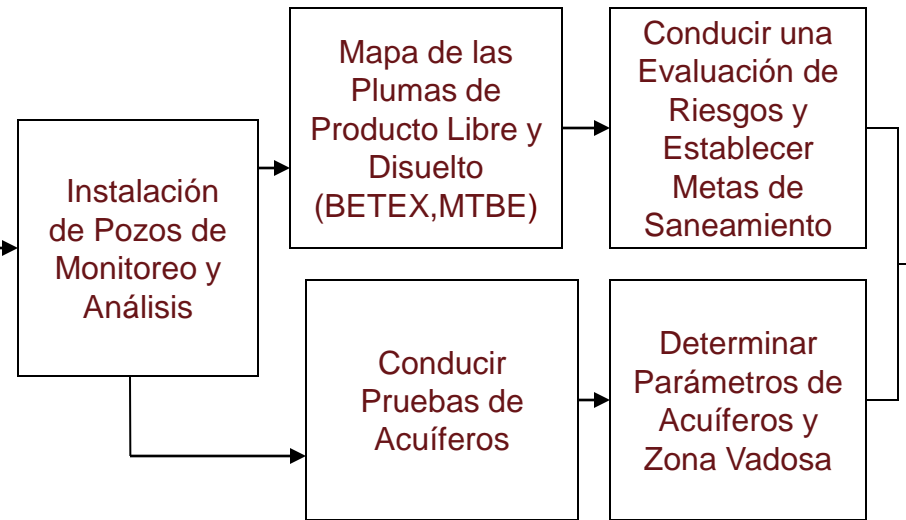 Instalación
de Pozos de
Monitoreo y
Análisis
Mapa de las
Plumas de
Producto Libre y
Disuelto
(BETEX,MTBE)
Conducir una
Evaluación de
Riesgos y
Establecer
Metas de
Saneamiento
Conducir
Pruebas de
Acuíferos
Determinar
Parámetros de
Acuíferos y
Zona Vadosa